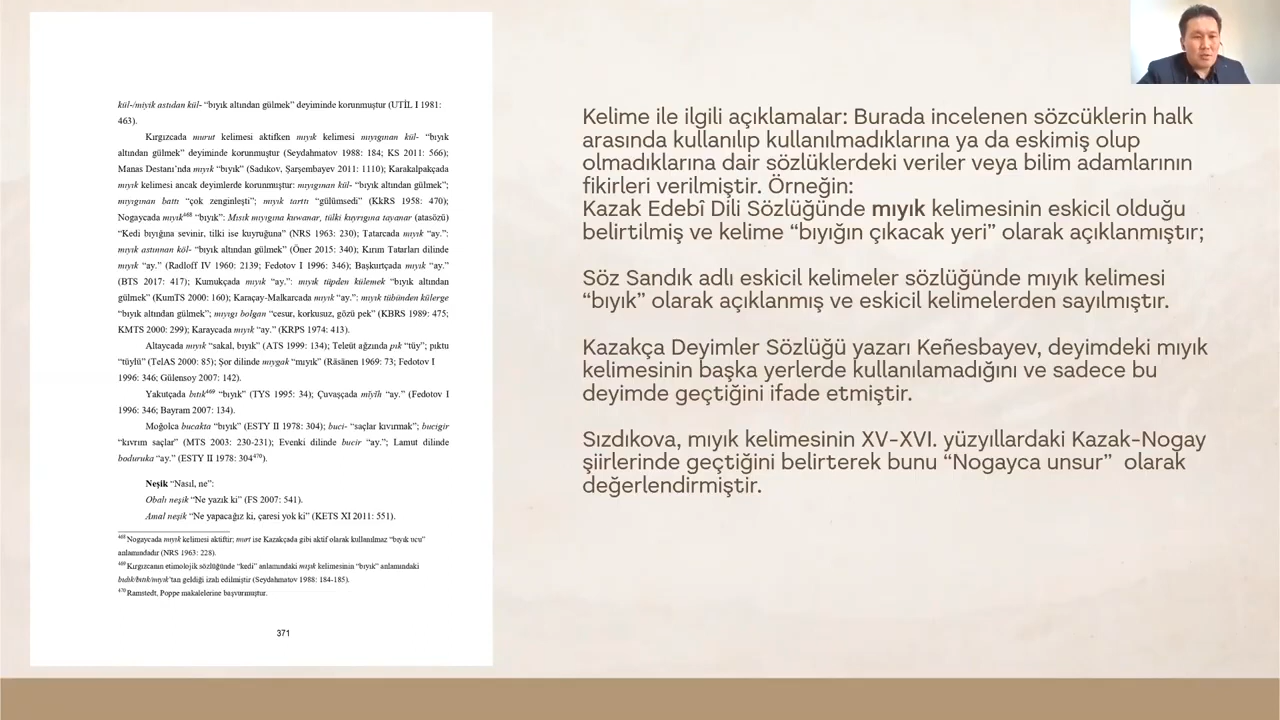 kül-/miyik astıdan kül- “bıyık altından gülmek” deyiminde korunmuştur (UTİL I 1981:
463).
Kırgızcada murut kelimesi aktifken mıyık kelimesi mıyıgınan kül- “bıyık
altından gülmek” deyiminde korunmuştur (Seydahmatov 1988: 184; KS 2011: 566);
Manas Destanı’nda mıyık “bıyık” (Sadıkov, Şarşembayev 2011: 1110); Karakalpakçada
mıyık kelimesi ancak deyimlerde korunmuştur: mıyıgınan kül- “bıyık altından gülmek”;
mıyıgınan battı “çok zenginleşti”; mıyık tarttı “gülümsedi” (KkRS 1958: 470);
Nogaycada mıyık468 “bıyık”: Mısık mıyıgına kuwanar, tülki kuyrıgına tayanar (atasözü)
“Kedi bıyığına sevinir, tilki ise kuyruğuna” (NRS 1963: 230); Tatarcada mıyık “ay.”:
mıyık astınnan köl- “bıyık altından gülmek” (Öner 2015: 340); Kırım Tatarları dilinde
mıyık “ay.” (Radloff IV 1960: 2139; Fedotov I 1996: 346); Başkurtçada mıyık “ay.”
(BTS 2017: 417); Kumukçada mıyık “ay.”: mıyık tüpden külemek “bıyık altından
gülmek” (KumTS 2000: 160); Karaçay-Malkarcada mıyık “ay.”: mıyık tübünden külerge
“bıyık altından gülmek”; mıyıgı bolgan “cesur, korkusuz, gözü pek” (KBRS 1989: 475;
KMTS 2000: 299); Karaycada mıyık “ay.” (KRPS 1974: 413).
Altaycada mıyık “sakal, bıyık” (ATS 1999: 134); Teleüt ağzında pık “tüy”; pıktu
“tüylü” (TelAS 2000: 85); Şor dilinde mıygak “mıyık” (Räsänen 1969: 73; Fedotov I
1996: 346; Gülensoy 2007: 142).
Yakutçada bıtık469 “bıyık” (TYS 1995: 34); Çuvaşçada mĭyĭh “ay.” (Fedotov I
1996: 346; Bayram 2007: 134).
Moğolca bucakta “bıyık” (ESTY II 1978: 304); buci- “saçlar kıvırmak”; bucigir
“kıvrım saçlar” (MTS 2003: 230-231); Evenki dilinde bucir “ay.”; Lamut dilinde
boduruka “ay.” (ESTY II 1978: 304470).
Neşik “Nasıl, ne”:
Obalı neşik “Ne yazık ki” (FS 2007: 541).
Amal neşik “Ne yapacağız ki, çaresi yok ki” (KETS XI 2011: 551).
468 Nogaycada mıyık kelimesi aktiftir; murt ise Kazakçada gibi aktif olarak kullanılmaz “bıyık ucu”
anlamındadır (NRS 1963: 228).
469 Kırgızcanın etimolojik sözlüğünde “kedi” anlamındaki mışık kelimesinin “bıyık” anlamındaki
bıdık/bıtık/mıyık’tan geldiği izah edilmiştir (Seydahmatov 1988: 184-185).
470 Ramstedt, Poppe makalelerine başvurmuştur.
371
Kelime ile ilgili açıklamalar: Burada incelenen sözcüklerin halk
arasında kullanılıp kullanılmadıklarına ya da eskimiş olup
olmadıklarına dair sözlüklerdeki veriler veya bilim adamlarının
fikirleri verilmiştir. Örneğin:
Kazak Edebî Dili Sözlüğünde mıyık kelimesinin eskicil olduğu
belirtilmiş ve kelime “bıyığın çıkacak yeri” olarak açıklanmıştır;
Söz Sandık adlı eskicil kelimeler sözlüğünde mıyık kelimesi
“bıyık” olarak açıklanmış ve eskicil kelimelerden sayılmıştır.
Kazakça Deyimler Sözlüğü yazarı Keñesbayev, deyimdeki mıyık
kelimesinin başka yerlerde kullanılamadığını ve sadece bu
deyimde geçtiğini ifade etmiştir.
Sızdıkova, mıyık kelimesinin XV-XVI. yüzyıllardaki Kazak-Nogay
şiirlerinde geçtiğini belirterek bunu “Nogayca unsur” olarak
değerlendirmiştir.